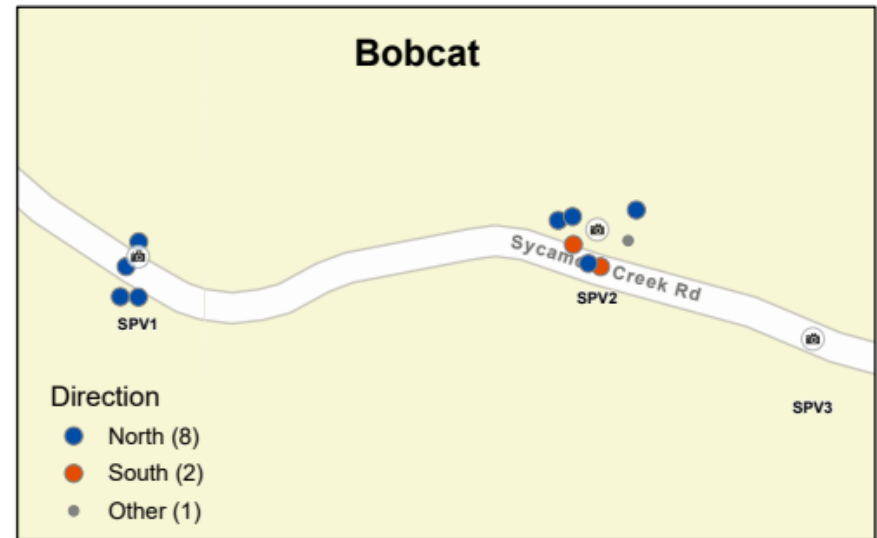 Bobcat
Sycam Creek Rd
SPV1
SPV2
SPV3
Direction
North (8)
South (2)
Other (1)